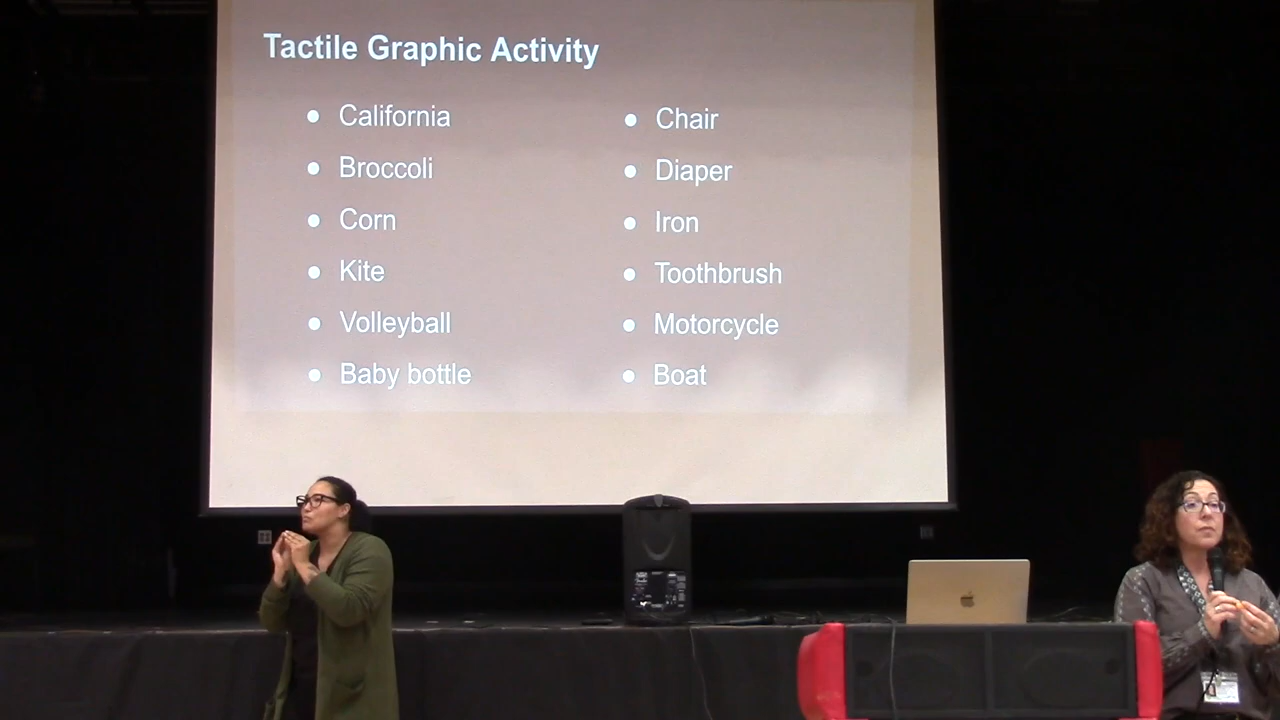 Tactile Graphic Activity
● California
● Broccoli
● Corn
● Kite
● Volleyball
● Baby bottle
● Chair
● Diaper
● Iron
● Toothbrush
● Motorcycle
● Boat